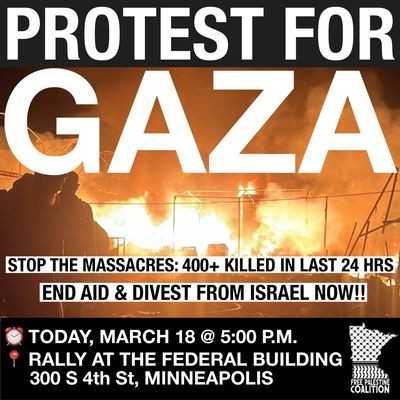 PROTEST FOR
GAZA
STOP THE MASSACRES: 400+ KILLED IN LAST 24 HRS
END AID & DIVEST FROM ISRAEL NOW!!
⏰ TODAY, MARCH 18 @ 5:00 P.M.
📍 RALLY AT THE FEDERAL BUILDING
300 S 4th St, MINNEAPOLIS
FREE PALESTINE
COALITION